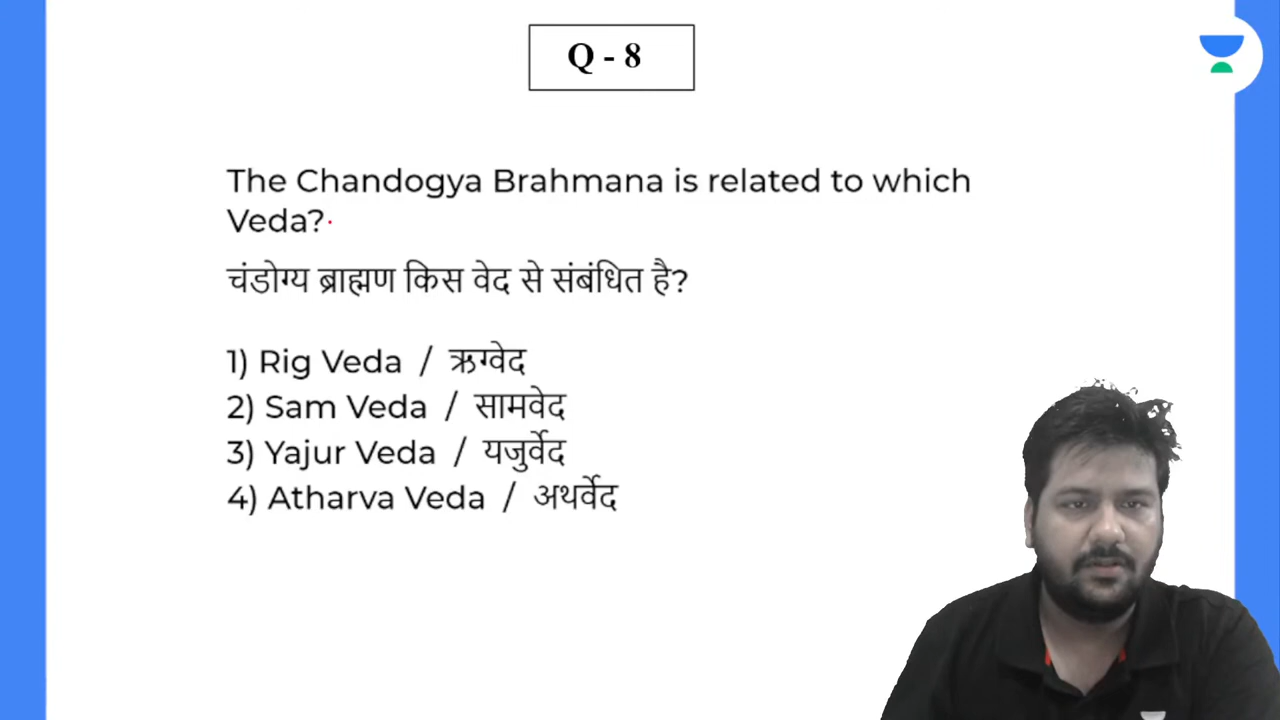 Q - 8
The Chandogya Brahmana is related to which
Veda?
चंडोग्य ब्राह्मण किस वेद से संबंधित है?
1) Rig Veda / ऋग्वेद
2) Sam Veda / सामवेद
3) Yajur Veda / यजुर्वेद
4) Atharva Veda / अथर्वेद